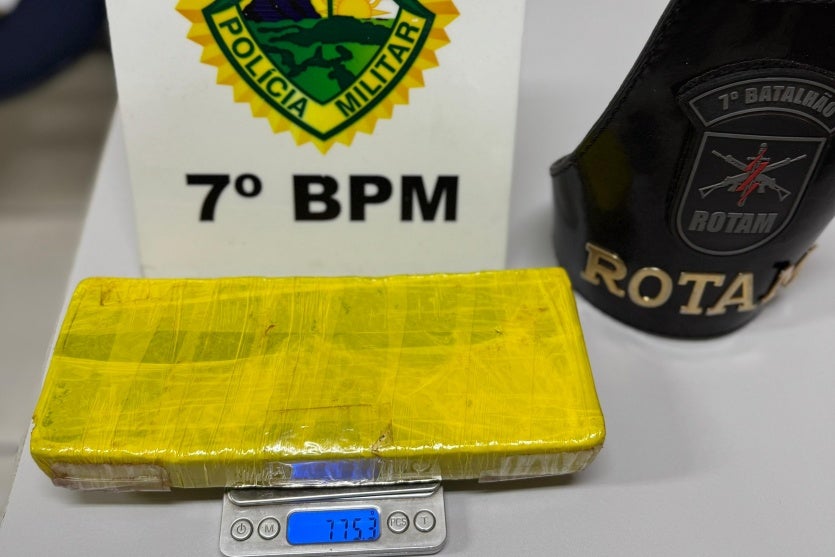 POLÍCIA MILITAR
7º BPM
7º BATALHÃO
ROTAM
ROTAM
775.3
M
PCS
T